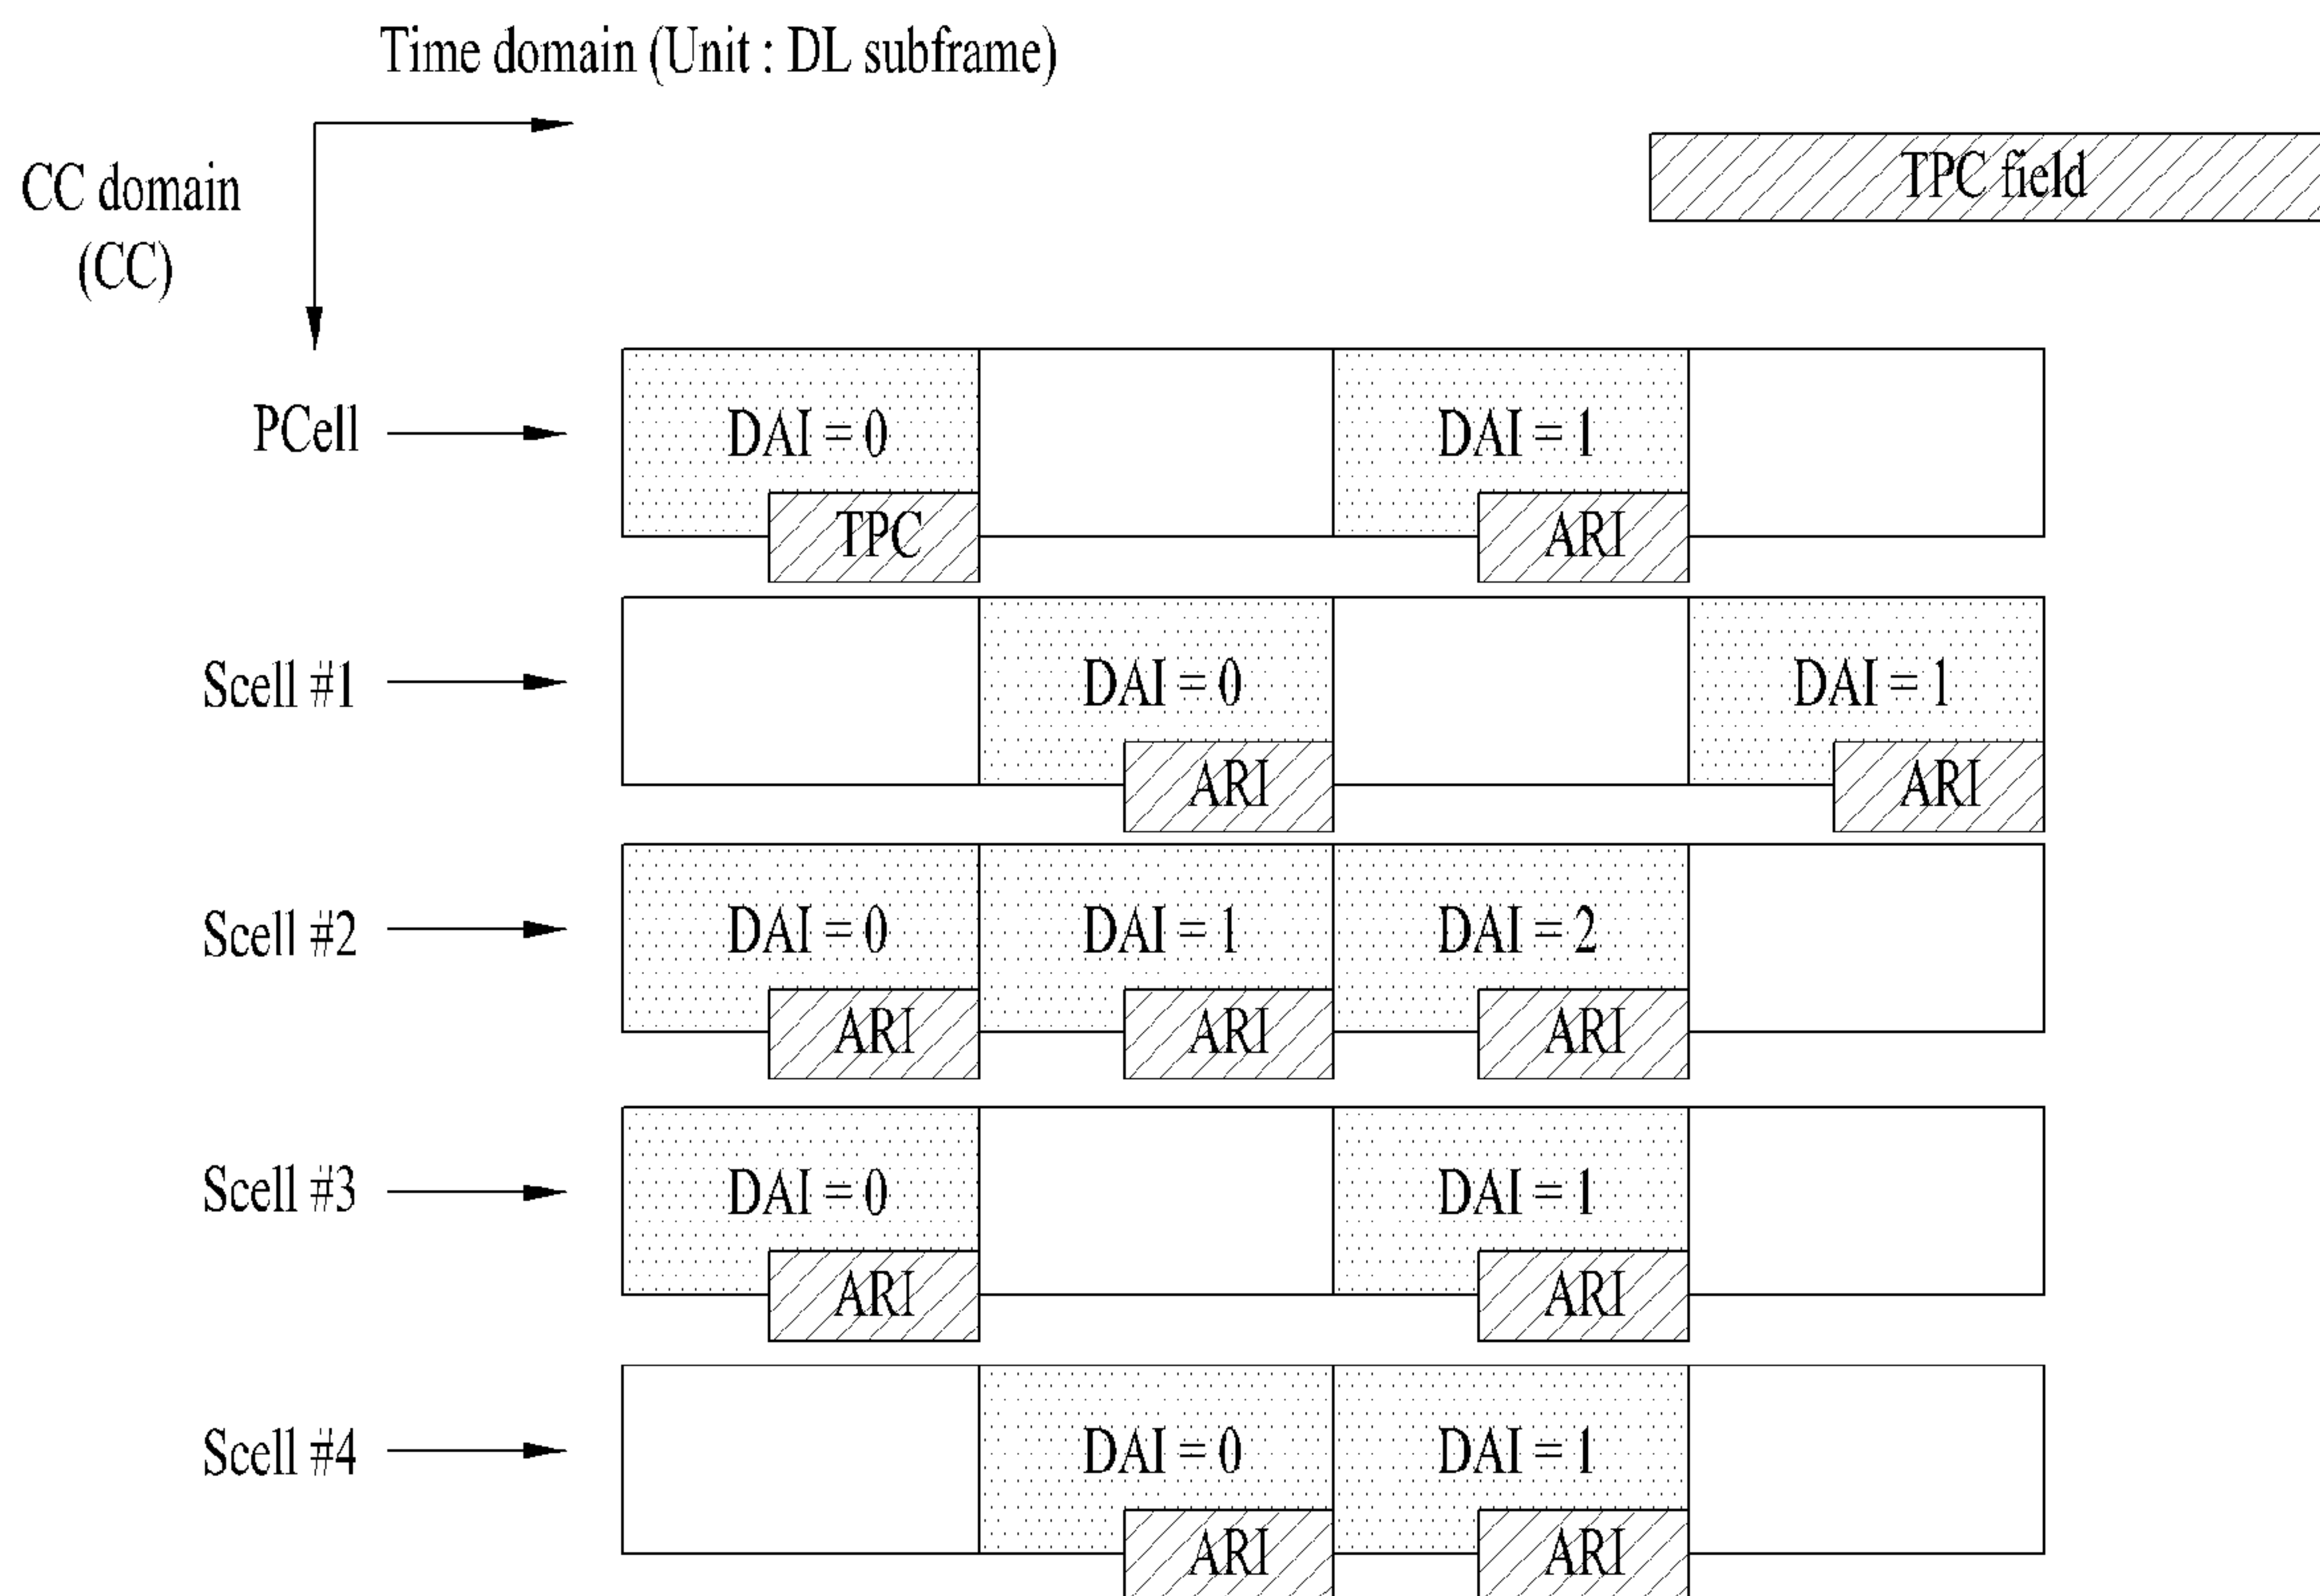 Time domain (Unit : DL subframe)
CC domain
(CC)
TPC field
PCell
DAI = 0
DAI = 1
TPC
ARI
Scell #1
DAI = 0
DAI = 1
ARI
ARI
Scell #2
DAI = 0
DAI = 1
DAI = 2
ARI
ARI
ARI
Scell #3
DAI = 0
DAI = 1
ARI
ARI
Scell #4
DAI = 0
DAI = 1
ARI
ARI